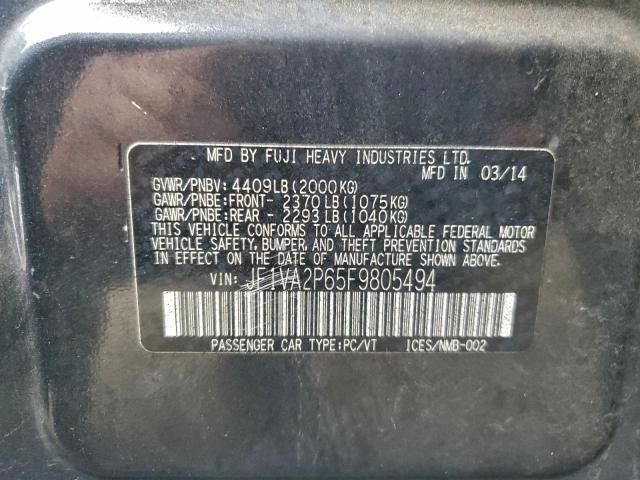 MFD BY FUJI HEAVY INDUSTRIES LTD.
MFD IN 03/14
GVWR/PNBV: 4409LB(2000KG)
GAWR/PNBE:FRONT- 2370LB(1075KG)
GAWR/PNBE:REAR - 2293LB(1040KG)
THIS VEHICLE CONFORMS TO ALL APPLICABLE FEDERAL MOTOR
VEHICLE SAFETY, BUMPER, AND THEFT PREVENTION STANDARDS
IN EFFECT ON THE DATE OF MANUFACTURE SHOWN ABOVE.
VIN: JF1VA2P65F9805494
PASSENGER CAR TYPE:PC/VT ICES/NMB-002